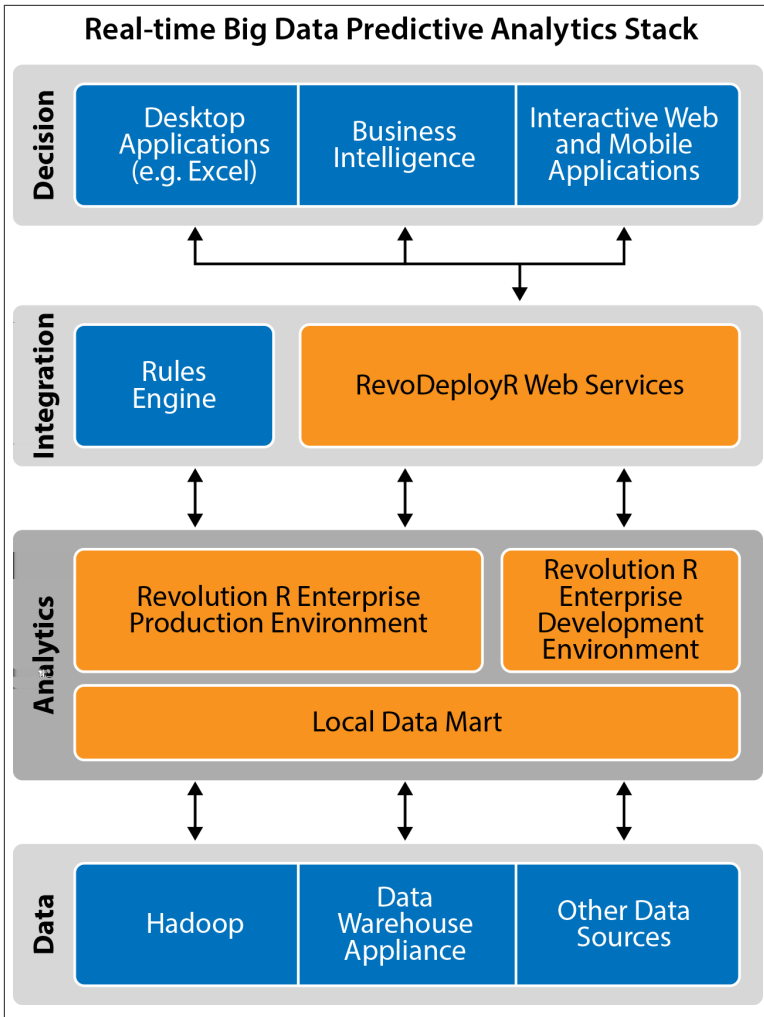 Real-time Big Data Predictive Analytics Stack
Decision
Desktop
Applications
(e.g. Excel)
Business
Intelligence
Interactive Web
and Mobile
Applications
Integration
Rules
Engine
RevoDeployR Web Services
Analytics
Revolution R Enterprise
Production Environment
Revolution R
Enterprise
Development
Environment
Local Data Mart
Data
Hadoop
Data
Warehouse
Appliance
Other Data
Sources